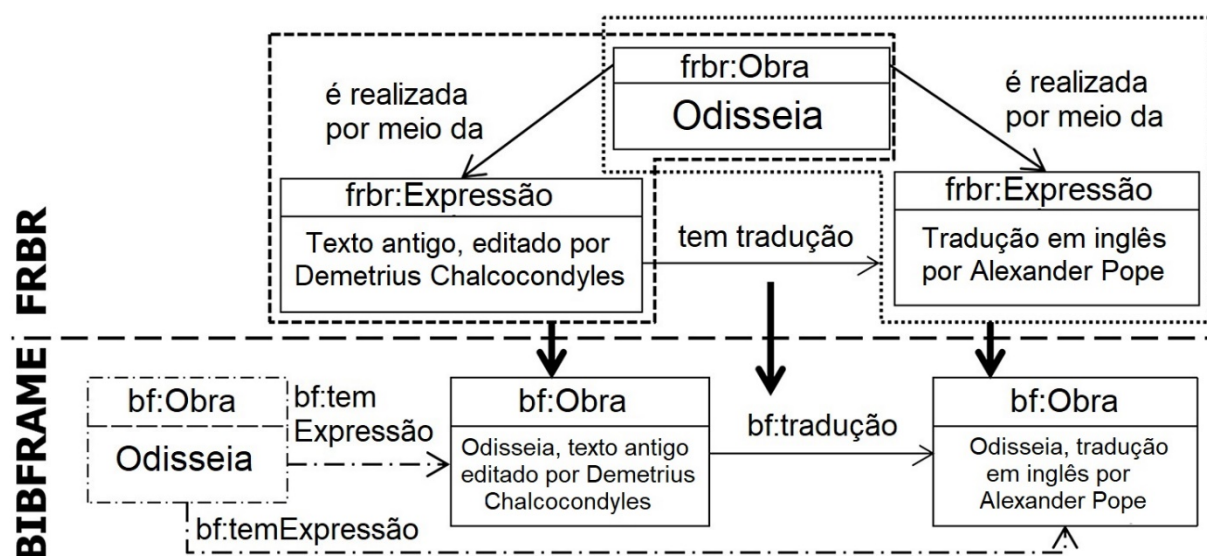 FRBR
frbr:Obra
Odisseia
é realizada
por meio da
é realizada
por meio da
frbr:Expressão
Texto antigo, editado por
Demetrius Chalcocondyles
tem tradução
frbr:Expressão
Tradução em inglês
por Alexander Pope
BIBFRAME
bf:Obra
Odisseia
bf:tem
Expressão
bf:Obra
Odisseia, texto antigo
editado por Demetrius
Chalcocondyles
bf:tradução
bf:Obra
Odisseia, tradução
em inglês por
Alexander Pope
bf:temExpressão